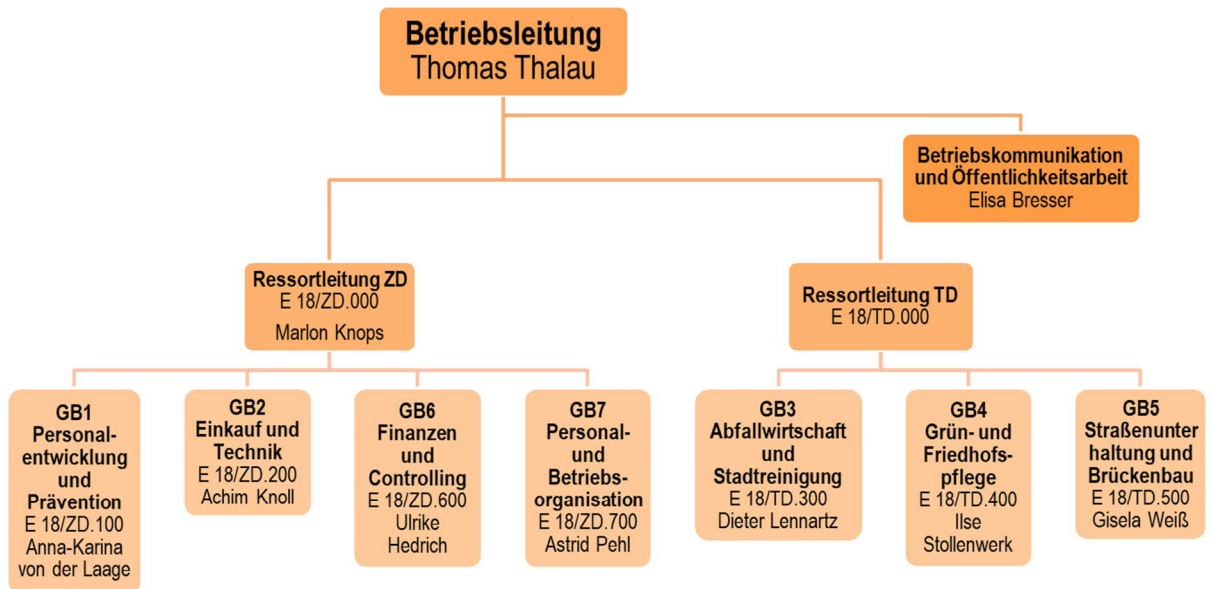 Betriebsleitung
Thomas Thalau
Betriebskommunikation
und Öffentlichkeitsarbeit
Elisa Bresser
Ressortleitung ZD
E 18/ZD.000
Marlon Knops
Ressortleitung TD
E 18/TD.000
GB1
Personal-
entwicklung
und
Prävention
E 18/ZD.100
Anna-Karina
von der Laage
GB2
Einkauf und
Technik
E 18/ZD.200
Achim Knoll
GB6
Finanzen
und
Controlling
E 18/ZD.600
Ulrike
Hedrich
GB7
Personal-
und
Betriebs-
organisation
E 18/ZD.700
Astrid Pehl
GB3
Abfallwirtschaft
und
Stadtreinigung
E 18/TD.300
Dieter Lennartz
GB4
Grün- und
Friedhofs-
pflege
E 18/TD.400
Ilse
Stollenwerk
GB5
Straßenunter
haltung und
Brückenbau
E 18/TD.500
Gisela Weiß